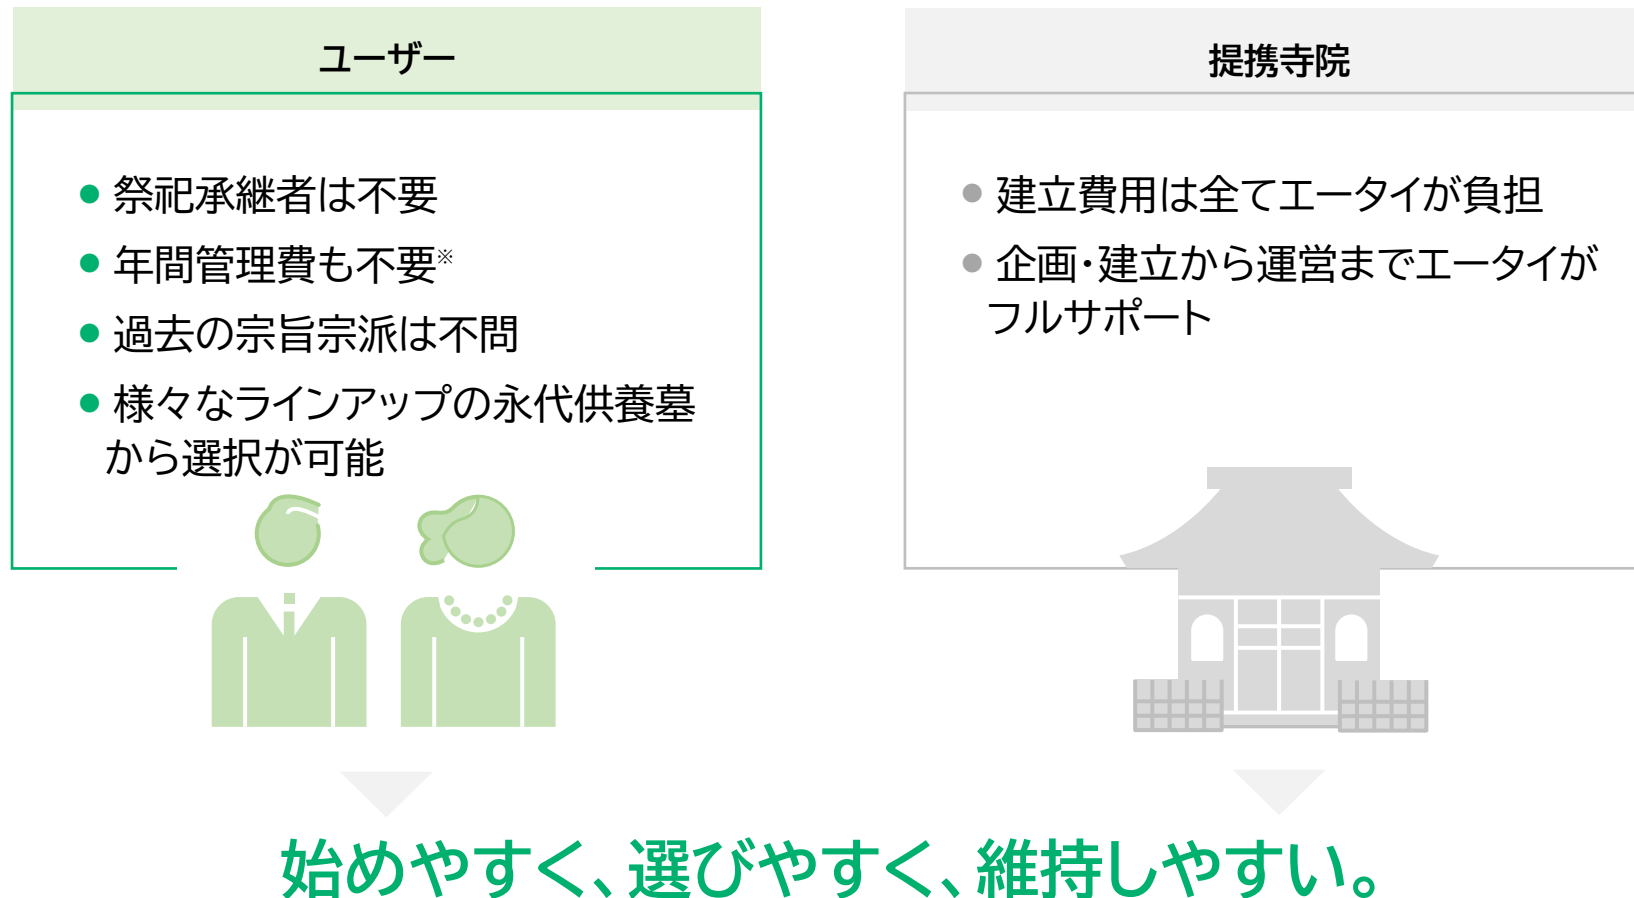 ユーザー
● 祭祀承継者は不要
● 年間管理費も不要※
● 過去の宗旨宗派は不問
● 様々なラインアップの永代供養墓
から選択が可能
提携寺院
● 建立費用は全てエータイが負担
● 企画・建立から運営までエータイが
フルサポート
始めやすく、選びやすく、維持しやすい。